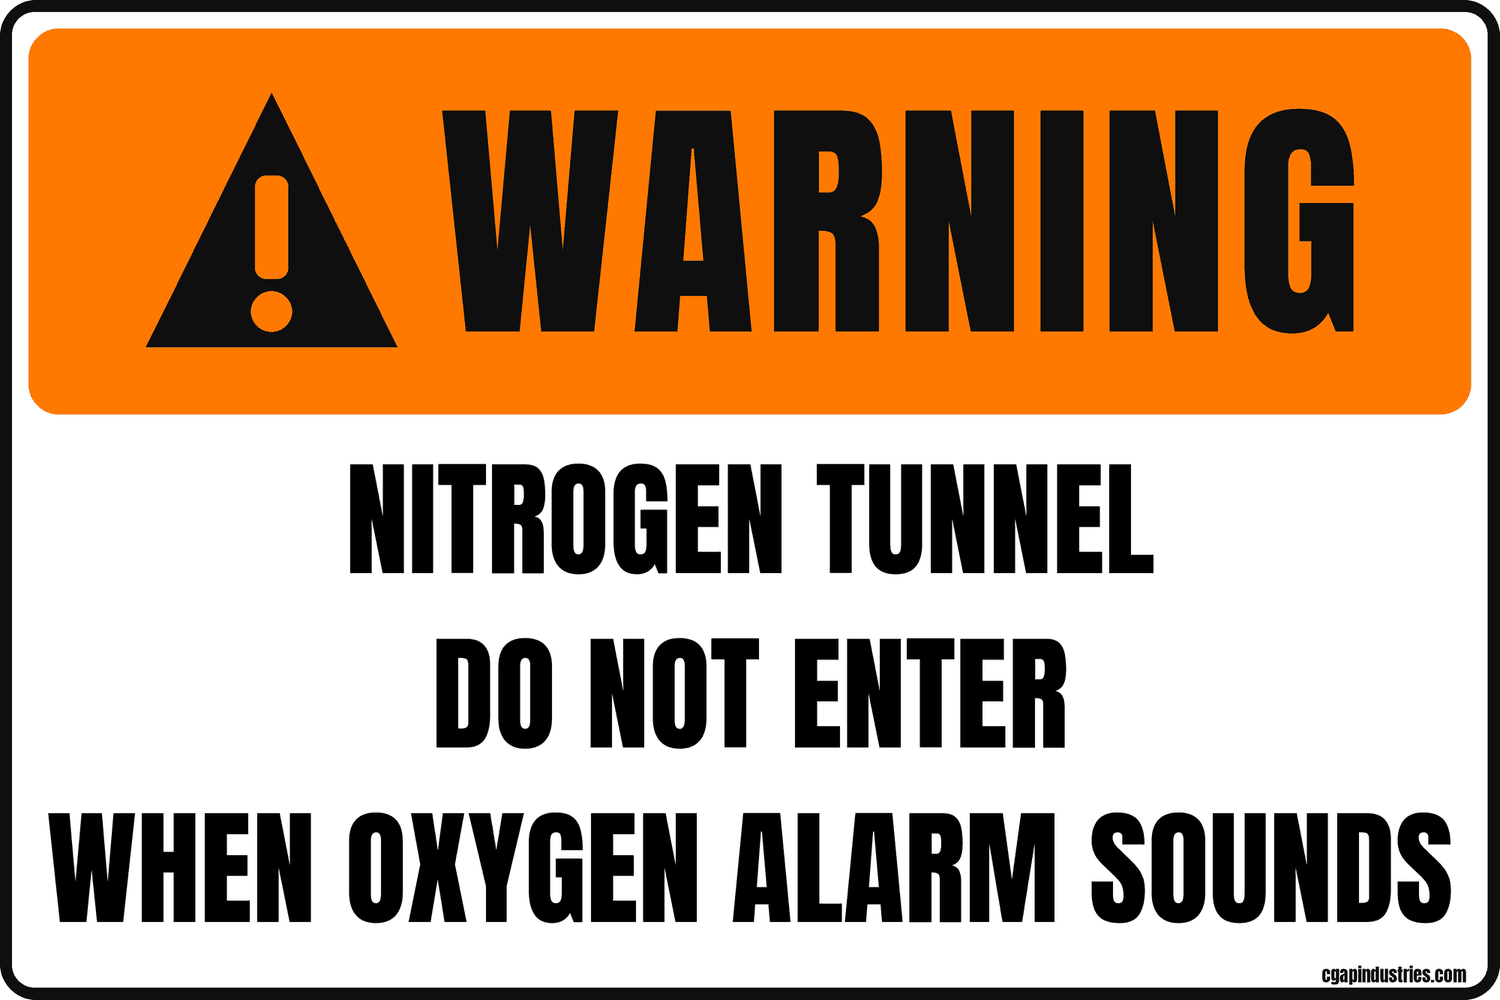 WARNING
NITROGEN TUNNEL
DO NOT ENTER
WHEN OXYGEN ALARM SOUNDS
cgapindustries.com